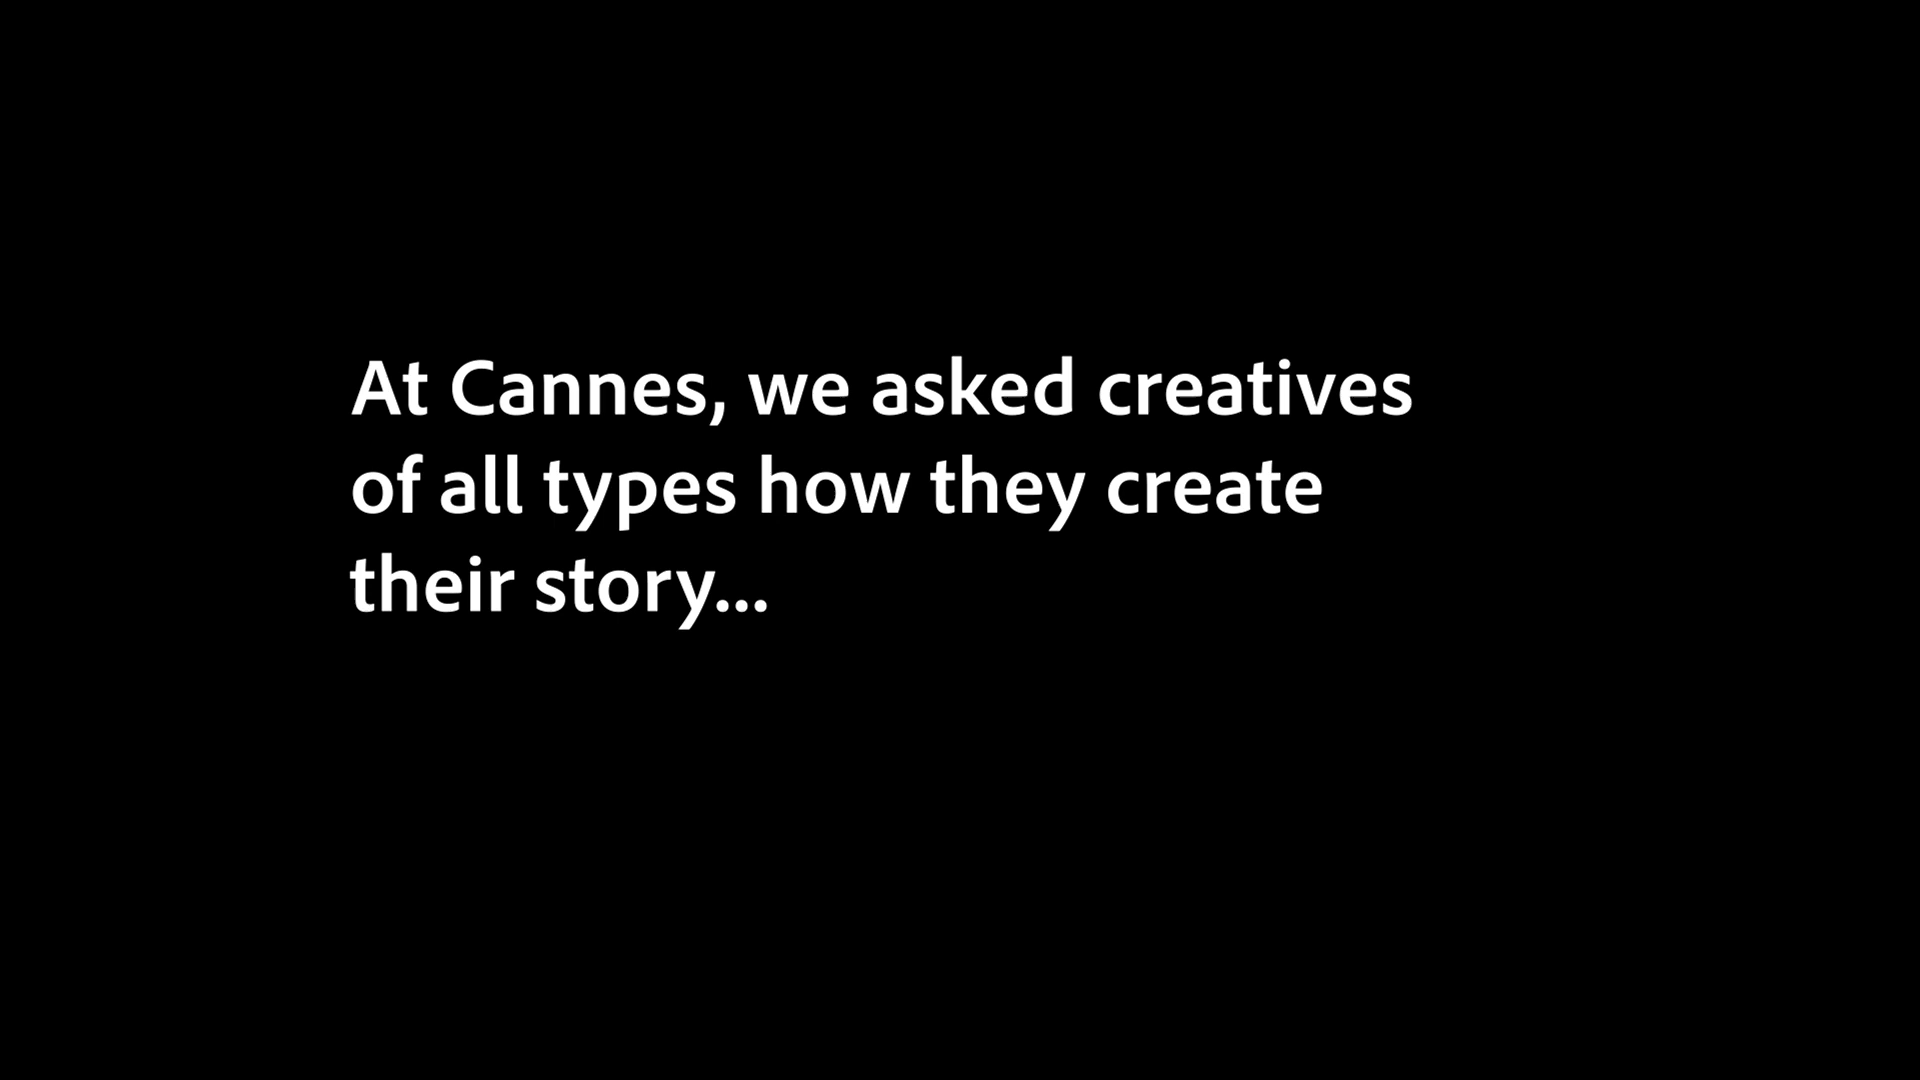 At Cannes, we asked creatives
of all types how they create
their story...